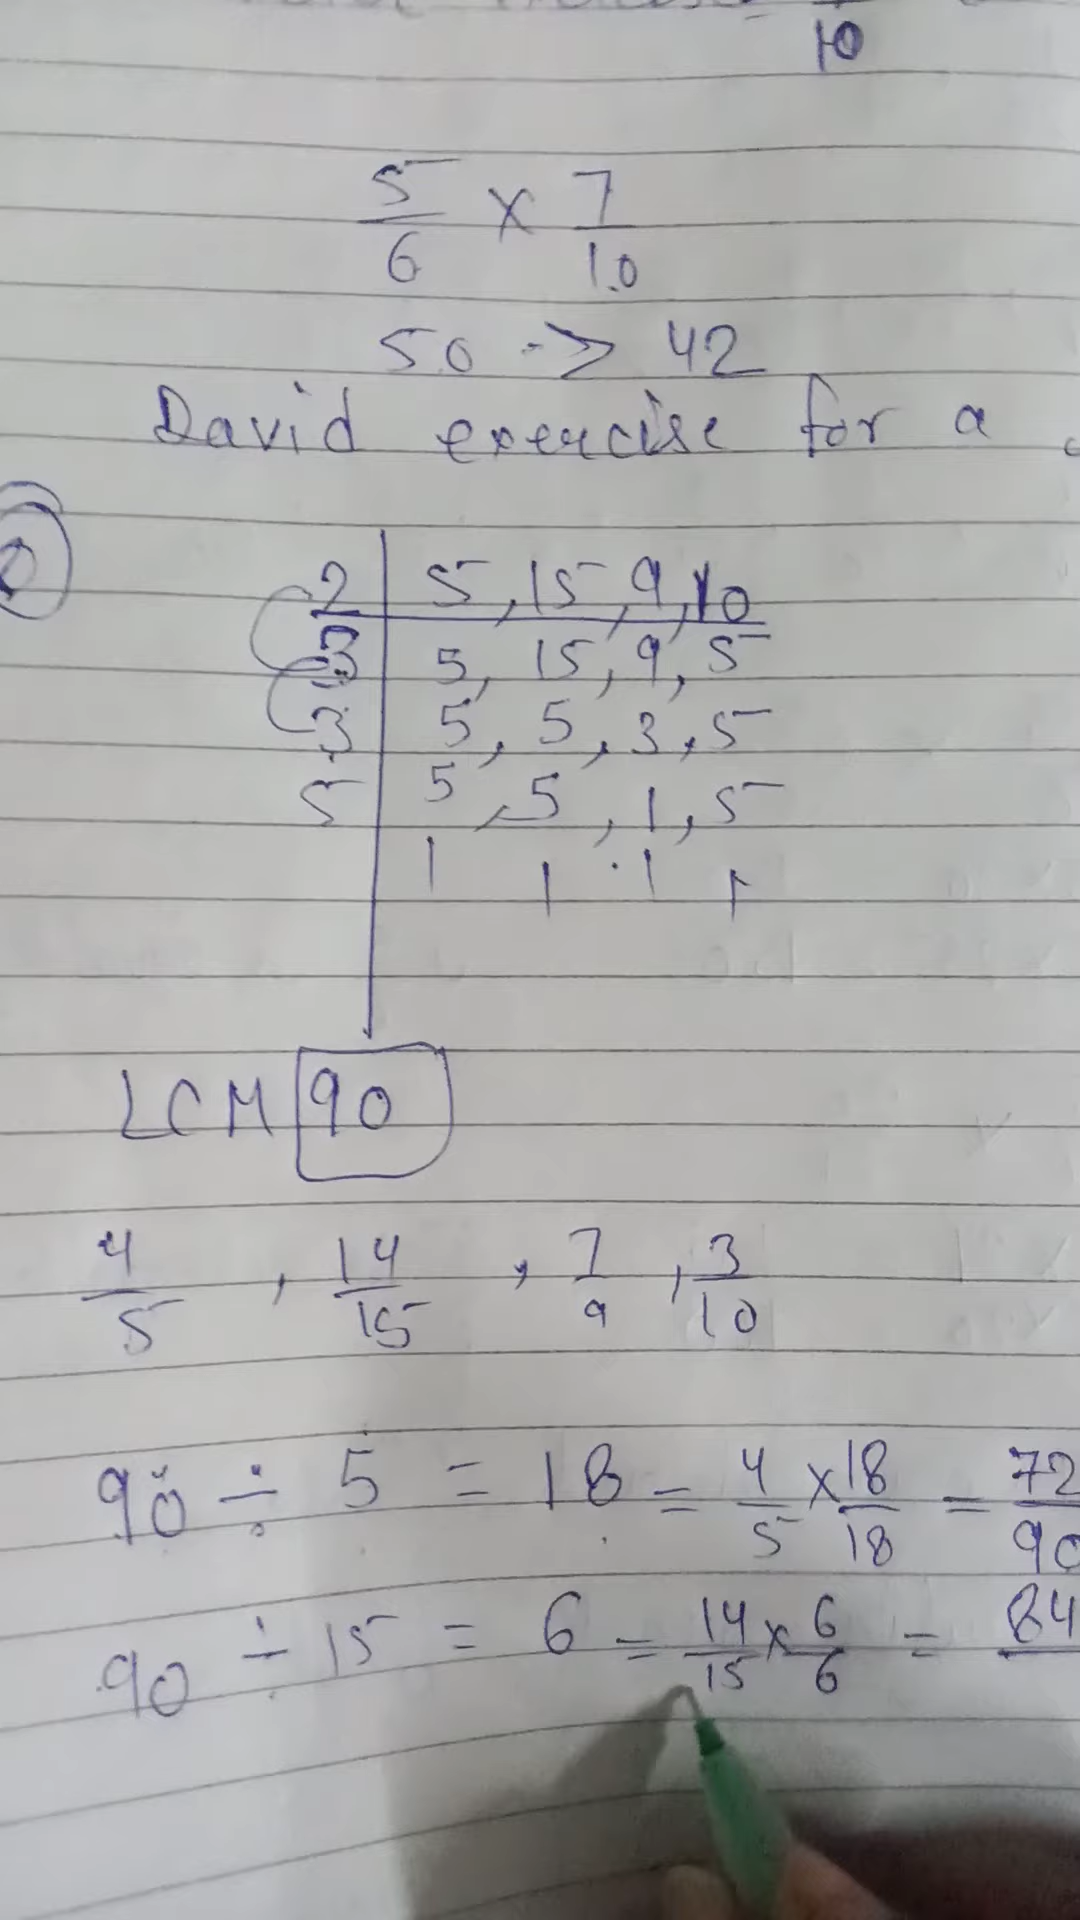 10
5/6 × 7/10
50 -> 42
David exercise for a
2 | 5, 15, 9, 10
3 | 5, 15, 9, 5
3 | 5, 5, 3, 5
5 | 5, 5, 1, 5
1 1 1 1
LCM 90
4/5, 14/15, 7/9, 3/10
90 ÷ 5 = 18 = 4/5 × 18/18 = 72/90
90 ÷ 15 = 6 = 14/15 × 6/6 = 84